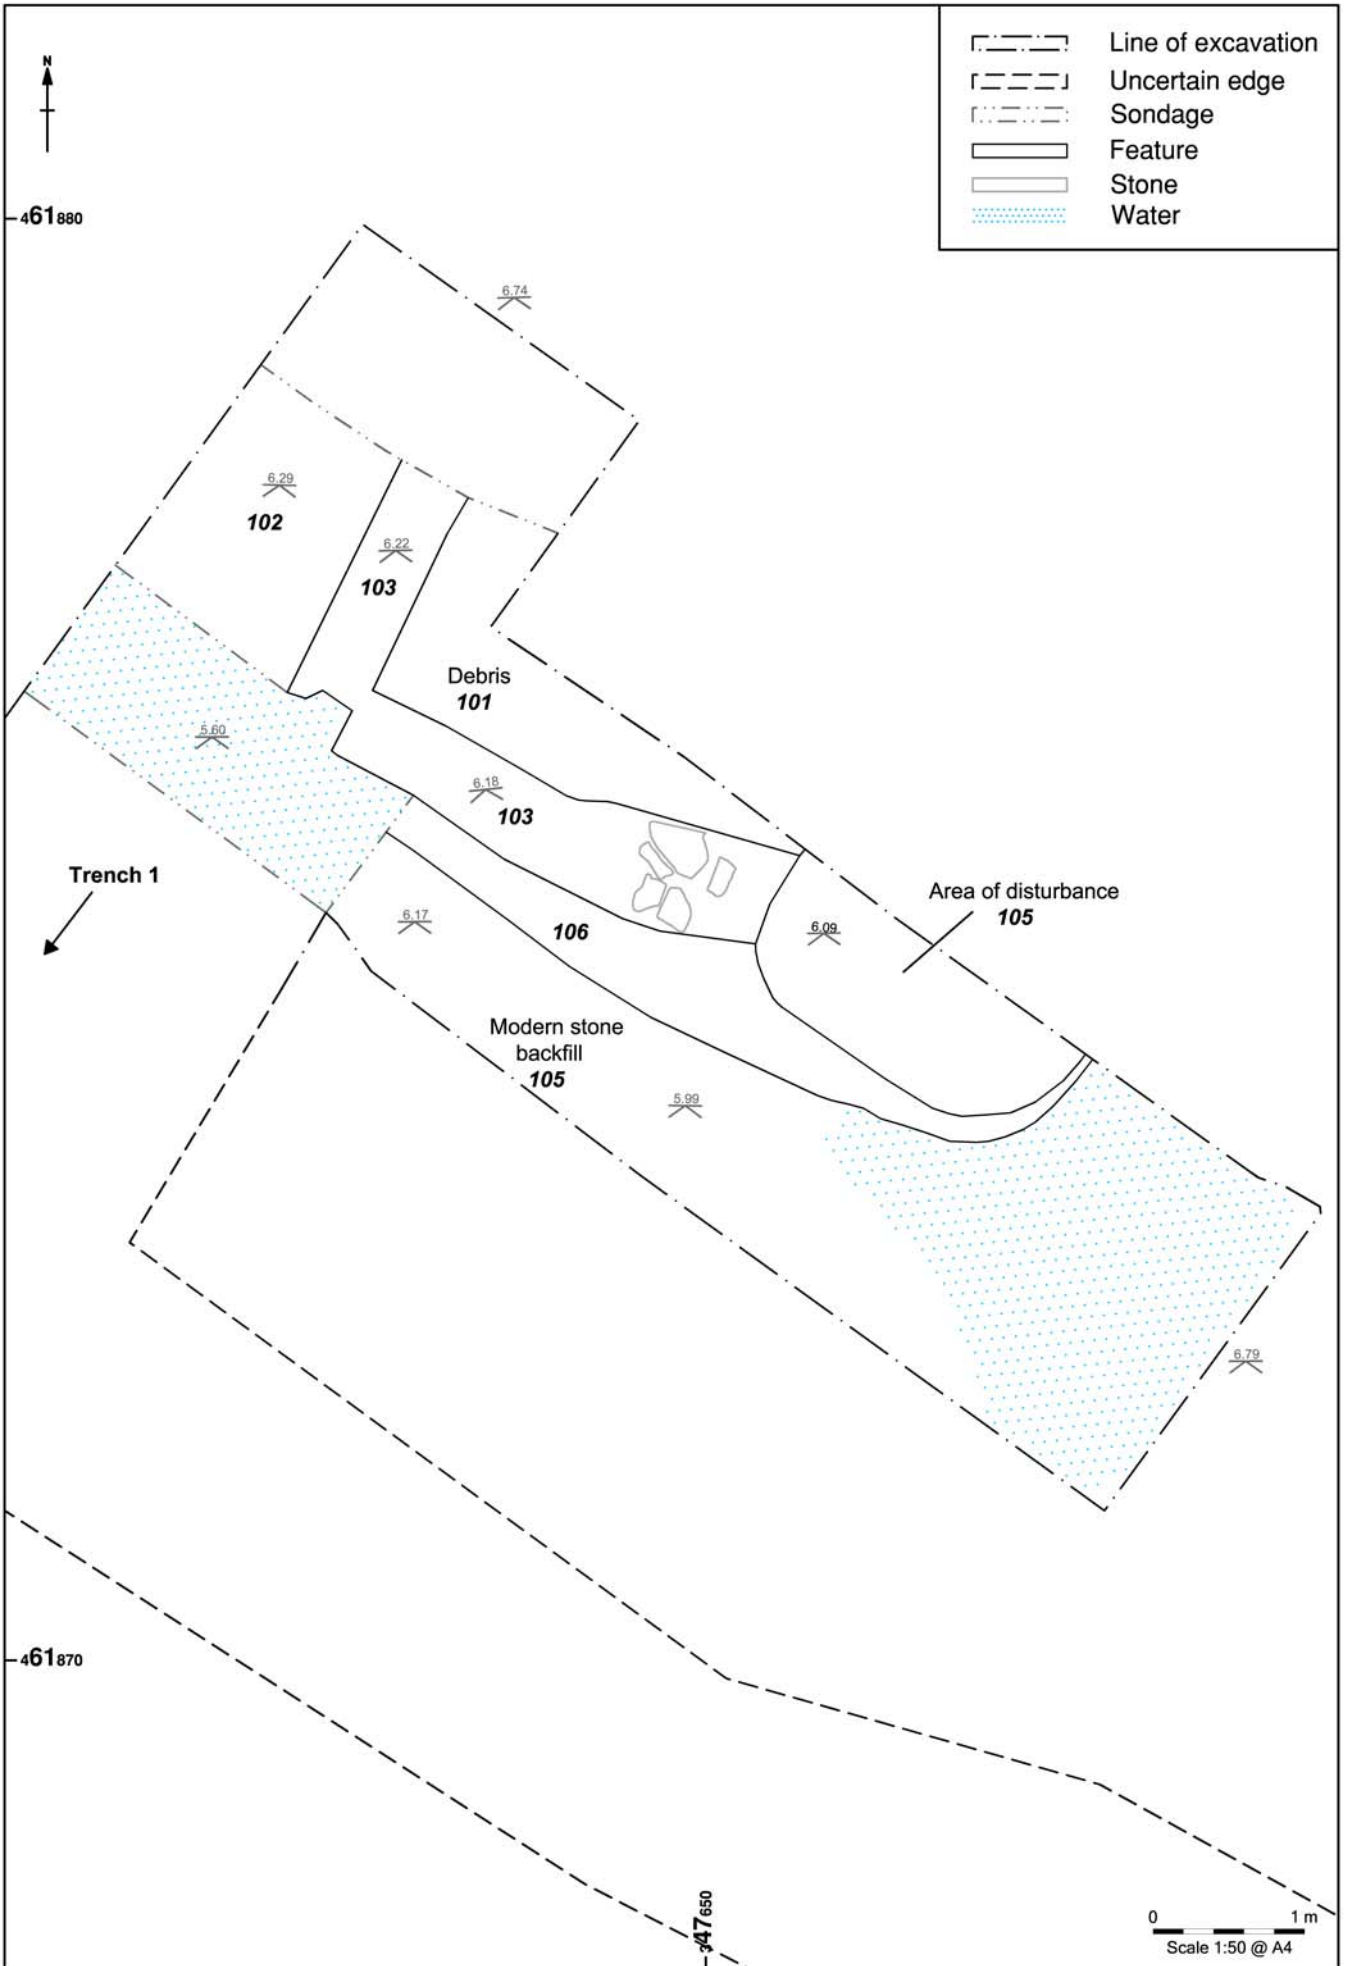 Line of excavation
Uncertain edge
Sondage
Feature
Stone
Water
N
461880
6.74
6.29
102
6.22
103
Debris
101
5.60
6.18
103
Trench 1
Area of disturbance
105
6.17
106
6.09
Modern stone
backfill
105
5.99
6.79
461870
347650
0 1 m
Scale 1:50 @ A4